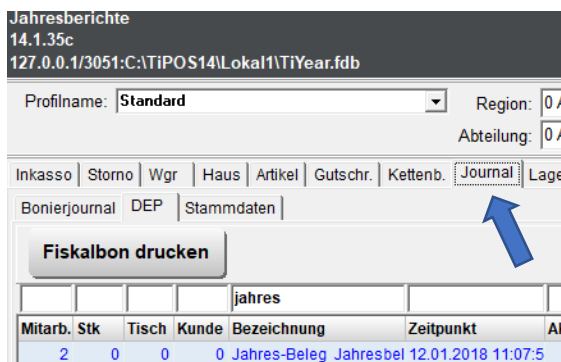 Jahresberichte
14.1.35c
127.0.0.1/3051:C:\TiPOS14\Lokal1\TiYear.fdb
Profilname: Standard Region: 0 A
Abteilung: 0 A
Inkasso Storno Wgr Haus Artikel Gutschr. Kettenb. Journal Lage
Bonierjournal DEP Stammdaten
Fiskalbon drucken
jahres
Mitarb. Stk Tisch Kunde Bezeichnung Zeitpunkt Al
2 0 0 0 Jahres-Beleg Jahresbel 12.01.2018 11:07:5